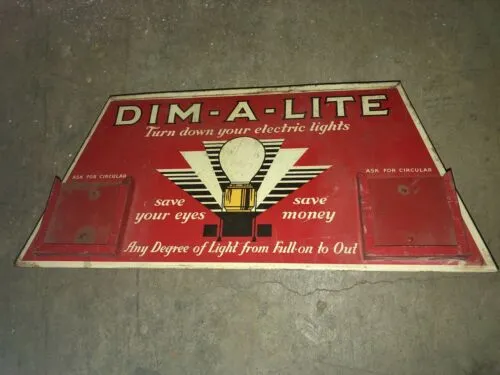 DIM-A-LITE
Turn down your electric lights
ASK FOR CIRCULAR
ASK FOR CIRCULAR
save your eyes
save money
Any Degree of Light from Full-on to Out